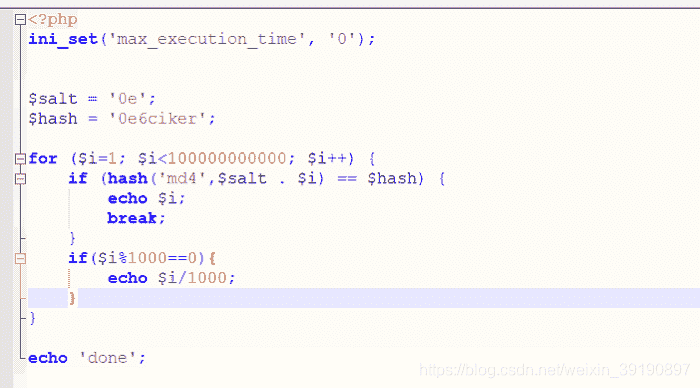 <?php
ini_set('max_execution_time', '0');
$salt = '0e';
$hash = '0e6ciker';
for ($i=1; $i<100000000000; $i++) {
    if (hash('md4',$salt . $i) == $hash) {
        echo $i;
        break;
    }
    if($i%1000==0){
        echo $i/1000;
    }
}
echo 'done';
https://blog.csdn.net/weixin_39190897